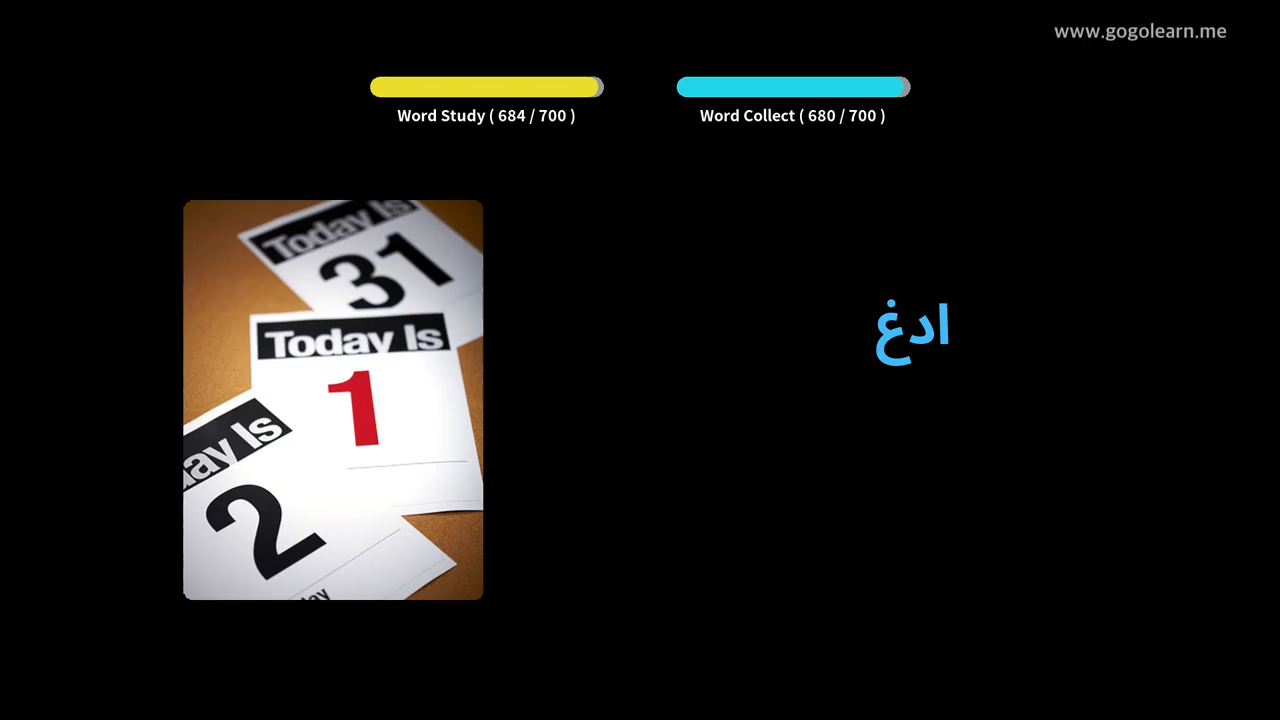 www.gogolearn.me
Word Study ( 684 / 700 )
Word Collect ( 680 / 700 )
Today Is
31
Today Is
1
ay Is
2
ay
ادغ